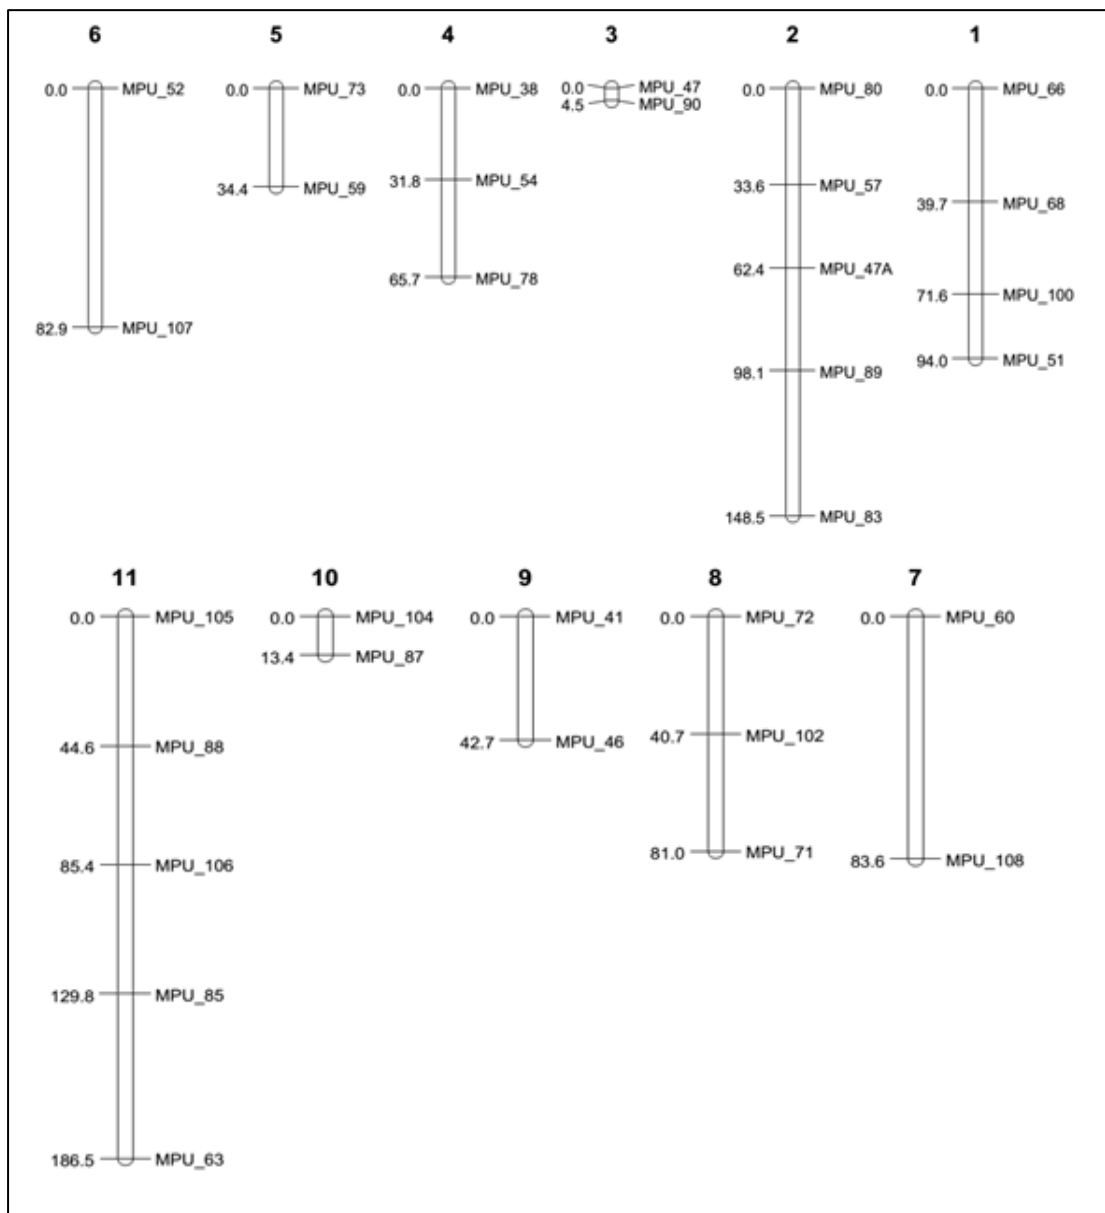 6 5 4 3 2 1
0.0 MPU_52 0.0 MPU_73 0.0 MPU_38 0.0 MPU_47 0.0 MPU_80 0.0 MPU_66
4.5 MPU_90
31.8 MPU_54
33.6 MPU_57
34.4 MPU_59
39.7 MPU_68
62.4 MPU_47A
65.7 MPU_78
71.6 MPU_100
82.9 MPU_107
94.0 MPU_51
98.1 MPU_89
148.5 MPU_83
11 10 9 8 7
0.0 MPU_105 0.0 MPU_104 0.0 MPU_41 0.0 MPU_72 0.0 MPU_60
13.4 MPU_87
40.7 MPU_102
42.7 MPU_46
44.6 MPU_88
81.0 MPU_71
83.6 MPU_108
85.4 MPU_106
129.8 MPU_85
186.5 MPU_63